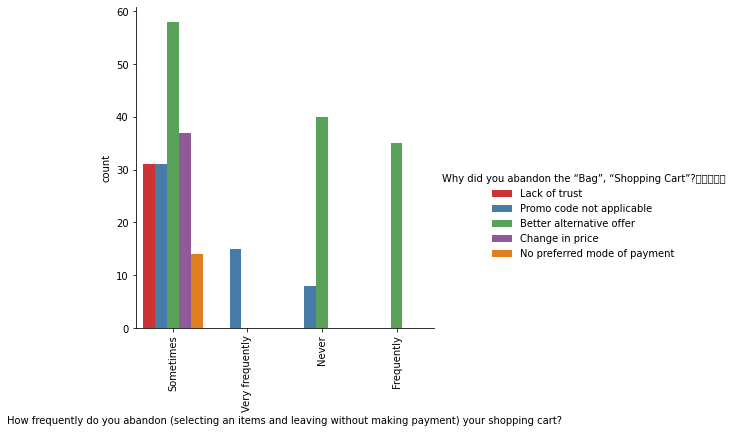 60
50
40
30
20
10
0
count
Sometimes
Very frequently
Never
Frequently
How frequently do you abandon (selecting an items and leaving without making payment) your shopping cart?
Why did you abandon the “Bag”, “Shopping Cart”?
Lack of trust
Promo code not applicable
Better alternative offer
Change in price
No preferred mode of payment